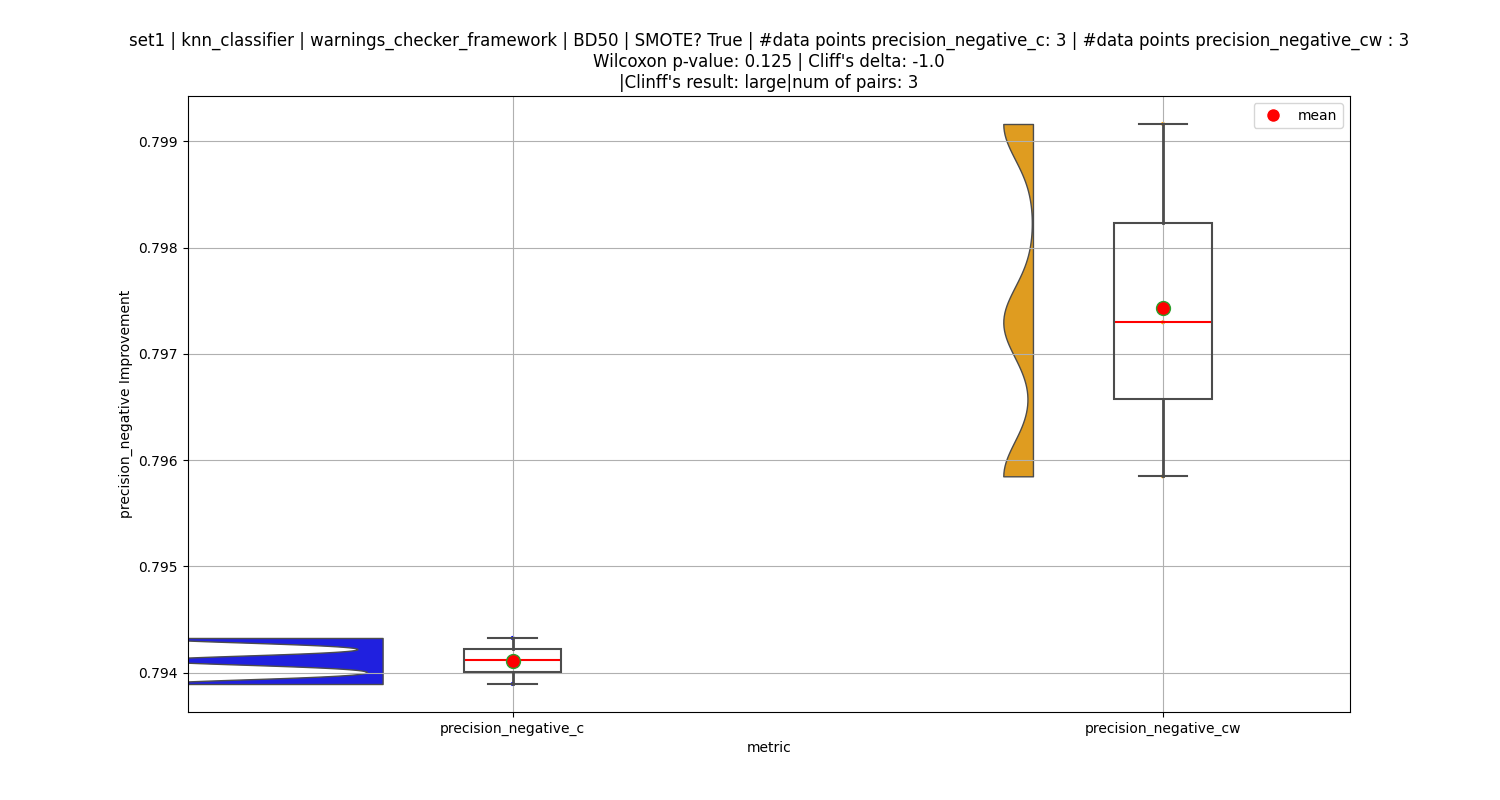 set1 | knn_classifier | warnings_checker_framework | BD50 | SMOTE? True | #data points precision_negative_c: 3 | #data points precision_negative_cw : 3
Wilcoxon p-value: 0.125 | Cliff's delta: -1.0
|Clinff's result: large|num of pairs: 3
mean
0.799
0.798
0.797
0.796
0.795
0.794
precision_negative Improvement
precision_negative_c
precision_negative_cw
metric